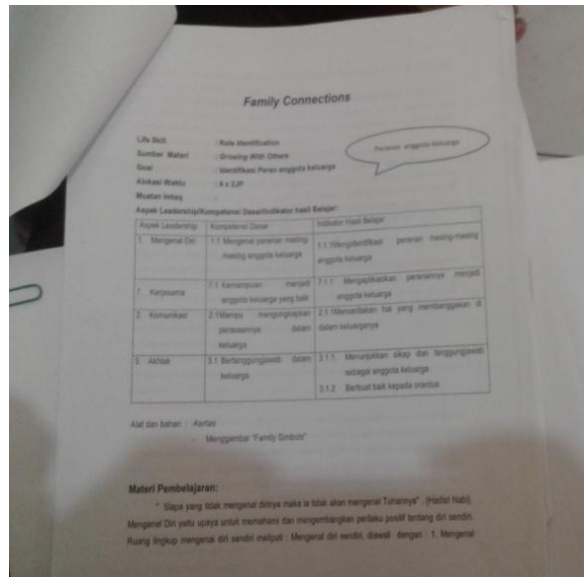 Family Connections
Life Skill : Role Identification
Sumber Materi : Growing With Others
Peranan anggota keluarga
Goal : Identifikasi Peran anggota keluarga
Alokasi Waktu : 4 x 2JP
Muatan Imtaq :
Aspek Leadership/Kompetensi Dasar/Indikator hasil Belajar:
Aspek Leadership Kompetensi Dasar Indikator Hasil Belajar
1. Mengenal Diri 1.1 Mengenal peranan masing- 1.1.1Mengidentifikasi peranan masing-masing
masing anggota keluarga anggota keluarga
7. Kerjasama 7.1 Kemampuan menjadi 7.1.1 Mengaplikasikan peranannya menjadi
anggota keluarga yang baik anggota keluarga
2. Komunikasi 2.1Mampu mengungkapkan 2.1.1Menceritakan hal yang membanggakan di
perasaannya dalam dalam keluarganya
keluarga
3. Akhlak 3.1 Bertanggungjawab dalam 3.1.1. Menunjukkan sikap dan tanggungjawab
keluarga sebagai anggota keluarga
3.1.2. Berbuat baik kepada orantua
Alat dan bahan : -Kertas
- Menggambar "Family Simbols"
Materi Pembelajaran:
" Siapa yang tidak mengenal dirinya maka ia tidak akan mengenal Tuhannya" . (Hadist Nabi).
Mengenal Diri yaitu upaya untuk memahami dan mengembangkan perilaku positif tentang diri sendiri.
Ruang lingkup mengenai diri sendiri meliputi : Mengenal diri sendiri, diawali dengan : 1. Mengenal